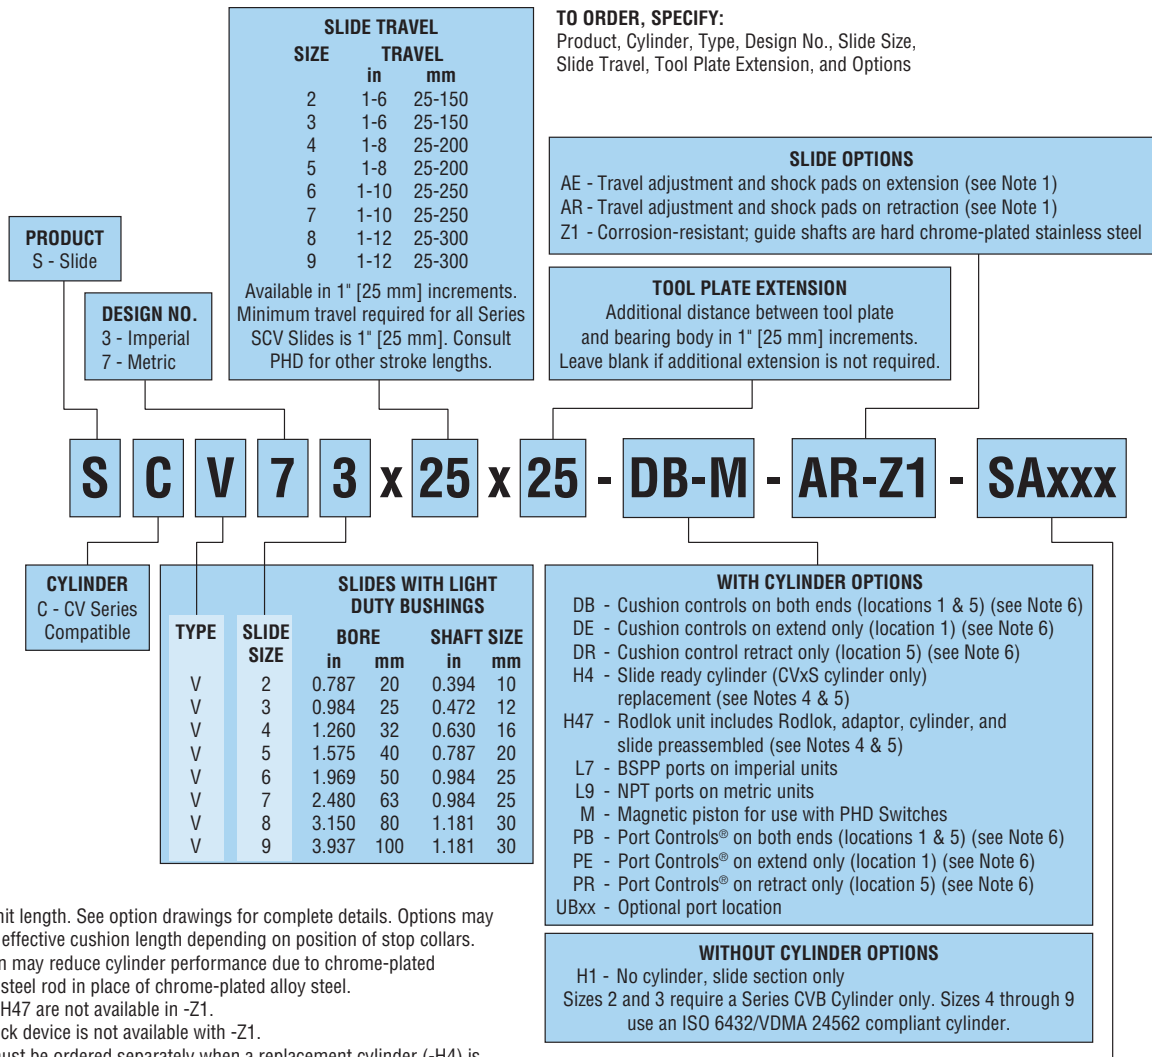 TO ORDER, SPECIFY:
Product, Cylinder, Type, Design No., Slide Size,
Slide Travel, Tool Plate Extension, and Options
SLIDE TRAVEL
SIZE TRAVEL
in mm
2 1-6 25-150
3 1-6 25-150
4 1-8 25-200
5 1-8 25-200
6 1-10 25-250
7 1-10 25-250
8 1-12 25-300
9 1-12 25-300
Available in 1" [25 mm] increments.
Minimum travel required for all Series
SCV Slides is 1" [25 mm]. Consult
PHD for other stroke lengths.
SLIDE OPTIONS
AE - Travel adjustment and shock pads on extension (see Note 1)
AR - Travel adjustment and shock pads on retraction (see Note 1)
Z1 - Corrosion-resistant; guide shafts are hard chrome-plated stainless steel
PRODUCT
S - Slide
DESIGN NO.
3 - Imperial
7 - Metric
TOOL PLATE EXTENSION
Additional distance between tool plate
and bearing body in 1" [25 mm] increments.
Leave blank if additional extension is not required.
S C V 7 3 x 25 x 25 - DB-M - AR-Z1 - SAxxx
CYLINDER
C - CV Series
Compatible
SLIDES WITH LIGHT
DUTY BUSHINGS
TYPE SLIDE SIZE BORE SHAFT SIZE
in mm in mm
V 2 0.787 20 0.394 10
V 3 0.984 25 0.472 12
V 4 1.260 32 0.630 16
V 5 1.575 40 0.787 20
V 6 1.969 50 0.984 25
V 7 2.480 63 0.984 25
V 8 3.150 80 1.181 30
V 9 3.937 100 1.181 30
WITH CYLINDER OPTIONS
DB - Cushion controls on both ends (locations 1 & 5) (see Note 6)
DE - Cushion controls on extend only (location 1) (see Note 6)
DR - Cushion control retract only (location 5) (see Note 6)
H4 - Slide ready cylinder (CVxS cylinder only)
replacement (see Notes 4 & 5)
H47 - Rodlok unit includes Rodlok, adaptor, cylinder, and
slide preassembled (see Notes 4 & 5)
L7 - BSPP ports on imperial units
L9 - NPT ports on metric units
M - Magnetic piston for use with PHD Switches
PB - Port Controls® on both ends (locations 1 & 5) (see Note 6)
PE - Port Controls® on extend only (location 1) (see Note 6)
PR - Port Controls® on retract only (location 5) (see Note 6)
UBxx - Optional port location
WITHOUT CYLINDER OPTIONS
H1 - No cylinder, slide section only
Sizes 2 and 3 require a Series CVB Cylinder only. Sizes 4 through 9
use an ISO 6432/VDMA 24562 compliant cylinder.
length. See option drawings for complete details. Options may
effective cushion length depending on position of stop collars.
may reduce cylinder performance due to chrome-plated
steel rod in place of chrome-plated alloy steel.
H47 are not available in -Z1.
device is not available with -Z1.
must be ordered separately when a replacement cylinder (-H4) is